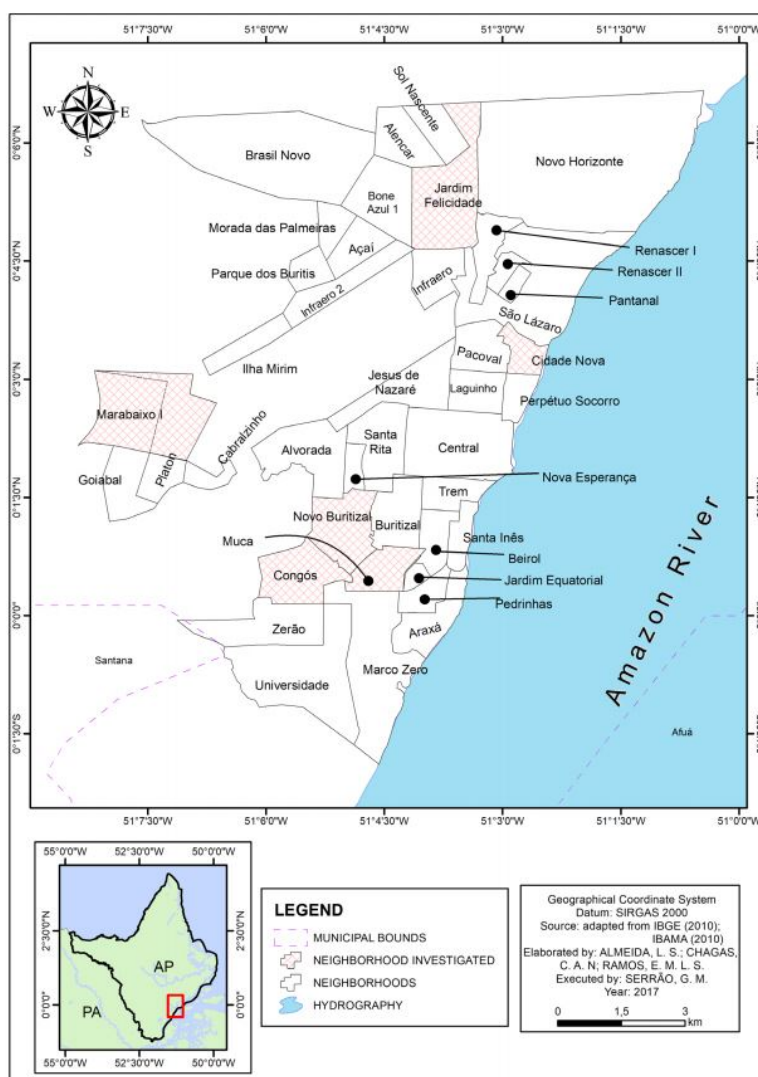 51°7'30"W 51°6'0"W 51°4'30"W 51°3'0"W 51°1'30"W 51°0'0"W
N
W E
S
0°6'0"N
0°4'30"N
0°3'0"N
0°1'30"N
0°0'0"
0°1'30"S
Sol Nascente
Alencar
Brasil Novo
Novo Horizonte
Bone
Azul 1
Jardim
Felicidade
Morada das Palmeiras
Açaí
Renascer I
Parque dos Buritis
Infraero
Renascer II
Infraero 2
Pantanal
São Lázaro
Pacoval
Cidade Nova
Ilha Mirim
Jesus de
Nazaré
Laguinho
Perpétuo Socorro
Marabaixo I
Cabralzinho
Santa
Rita
Alvorada
Central
Goiabal
Platon
Nova Esperança
Trem
Novo Buritizal
Buritizal
Santa Inês
Muca
Beirol
Congós
Jardim Equatorial
Pedrinhas
Zerão
Araxá
Santana
Marco Zero
Universidade
Amazon River
Afuá
51°7'30"W 51°6'0"W 51°4'30"W 51°3'0"W 51°1'30"W 51°0'0"W
55°0'0"W 52°30'0"W 50°0'0"W
2°30'0"N
0°0'0"
AP
PA
2°30'0"N
0°0'0"
55°0'0"W 52°30'0"W 50°0'0"W
LEGEND
MUNICIPAL BOUNDS
NEIGHBORHOOD INVESTIGATED
NEIGHBORHOODS
HYDROGRAPHY
Geographical Coordinate System
Datum: SIRGAS 2000
Source: adapted from IBGE (2010);
IBAMA (2010)
Elaborated by: ALMEIDA, L. S.; CHAGAS,
C. A. N; RAMOS, E. M. L. S.
Executed by: SERRÃO, G. M.
Year: 2017
0 1,5 3
km